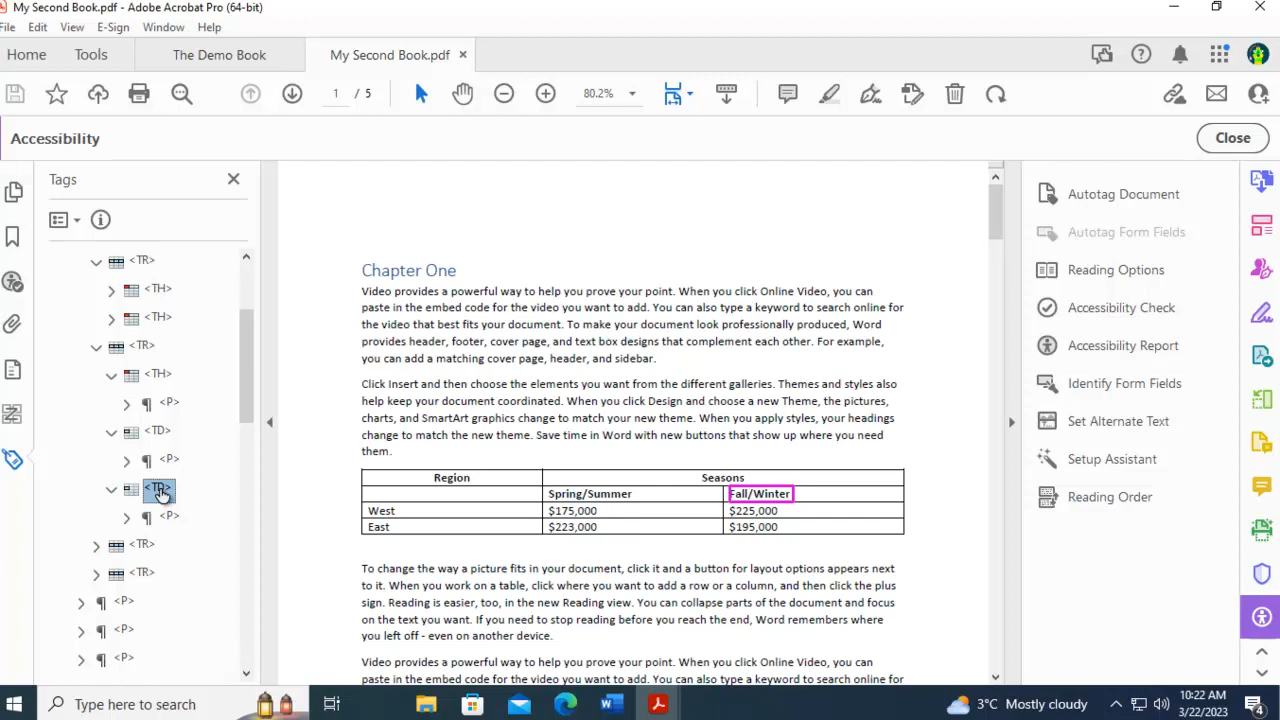 My Second Book.pdf - Adobe Acrobat Pro (64-bit)
File Edit View E-Sign Window Help
Home Tools The Demo Book My Second Book.pdf ×
1 / 5 80.2%
Accessibility Close
Tags
<TR>
<TH>
<TH>
<TR>
<TH>
<P>
<TD>
<P>
<P>
<TR>
<TR>
<P>
<P>
<P>
Chapter One
Video provides a powerful way to help you prove your point. When you click Online Video, you can
paste in the embed code for the video you want to add. You can also type a keyword to search online for
the video that best fits your document. To make your document look professionally produced, Word
provides header, footer, cover page, and text box designs that complement each other. For example,
you can add a matching cover page, header, and sidebar.
Click Insert and then choose the elements you want from the different galleries. Themes and styles also
help keep your document coordinated. When you click Design and choose a new Theme, the pictures,
charts, and SmartArt graphics change to match your new theme. When you apply styles, your headings
change to match the new theme. Save time in Word with new buttons that show up where you need
them.
Region Seasons
Spring/Summer Fall/Winter
West $175,000 $225,000
East $223,000 $195,000
To change the way a picture fits in your document, click it and a button for layout options appears next
to it. When you work on a table, click where you want to add a row or a column, and then click the plus
sign. Reading is easier, too, in the new Reading view. You can collapse parts of the document and focus
on the text you want. If you need to stop reading before you reach the end, Word remembers where
you left off - even on another device.
Video provides a powerful way to help you prove your point. When you click Online Video, you can
paste in the embed code for the video you want to add. You can also type a keyword to search online for
Autotag Document
Autotag Form Fields
Reading Options
Accessibility Check
Accessibility Report
Identify Form Fields
Set Alternate Text
Setup Assistant
Reading Order
Type here to search
3°C Mostly cloudy
10:22 AM
3/22/2023
4